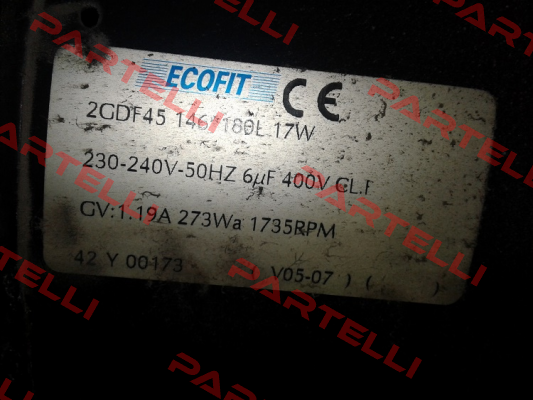 ECOFIT CE
2GDF45 146*180L 17W
230-240V-50HZ 6µF 400V CL.F
GV:1.19A 273Wa 1735RPM
42 Y 00173 V05-07 ) ( )
PARTELLI
PARTELLI
PARTELLI
PARTELLI
PARTELLI
PARTELLI
PARTELLI